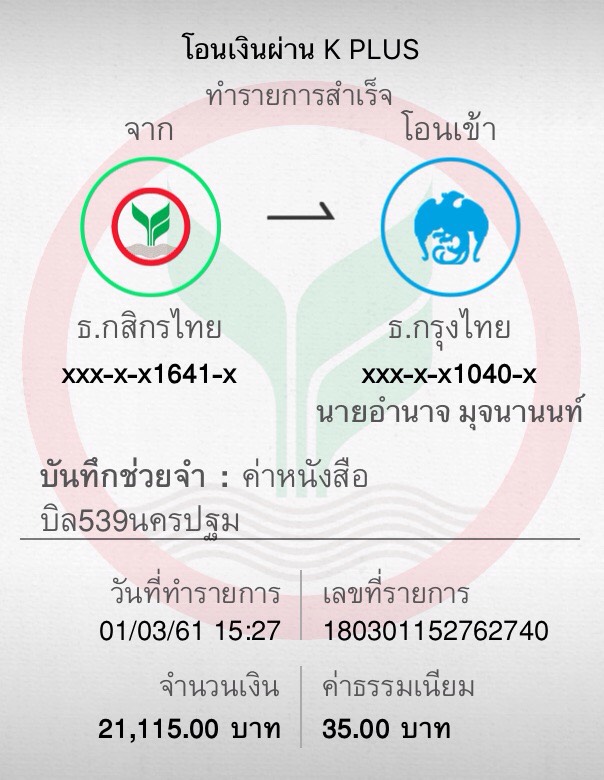 โอนเงินผ่าน K PLUS
ทำรายการสำเร็จ
จาก
โอนเข้า
ธ.กสิกรไทย
ธ.กรุงไทย
xxx-x-x1641-x
xxx-x-x1040-x
นายอำนาจ มุจนานนท์
บันทึกช่วยจำ : ค่าหนังสือ
บิล539นครปฐม
วันที่ทำรายการ
เลขที่รายการ
01/03/61 15:27
180301152762740
จำนวนเงิน
ค่าธรรมเนียม
21,115.00 บาท
35.00 บาท